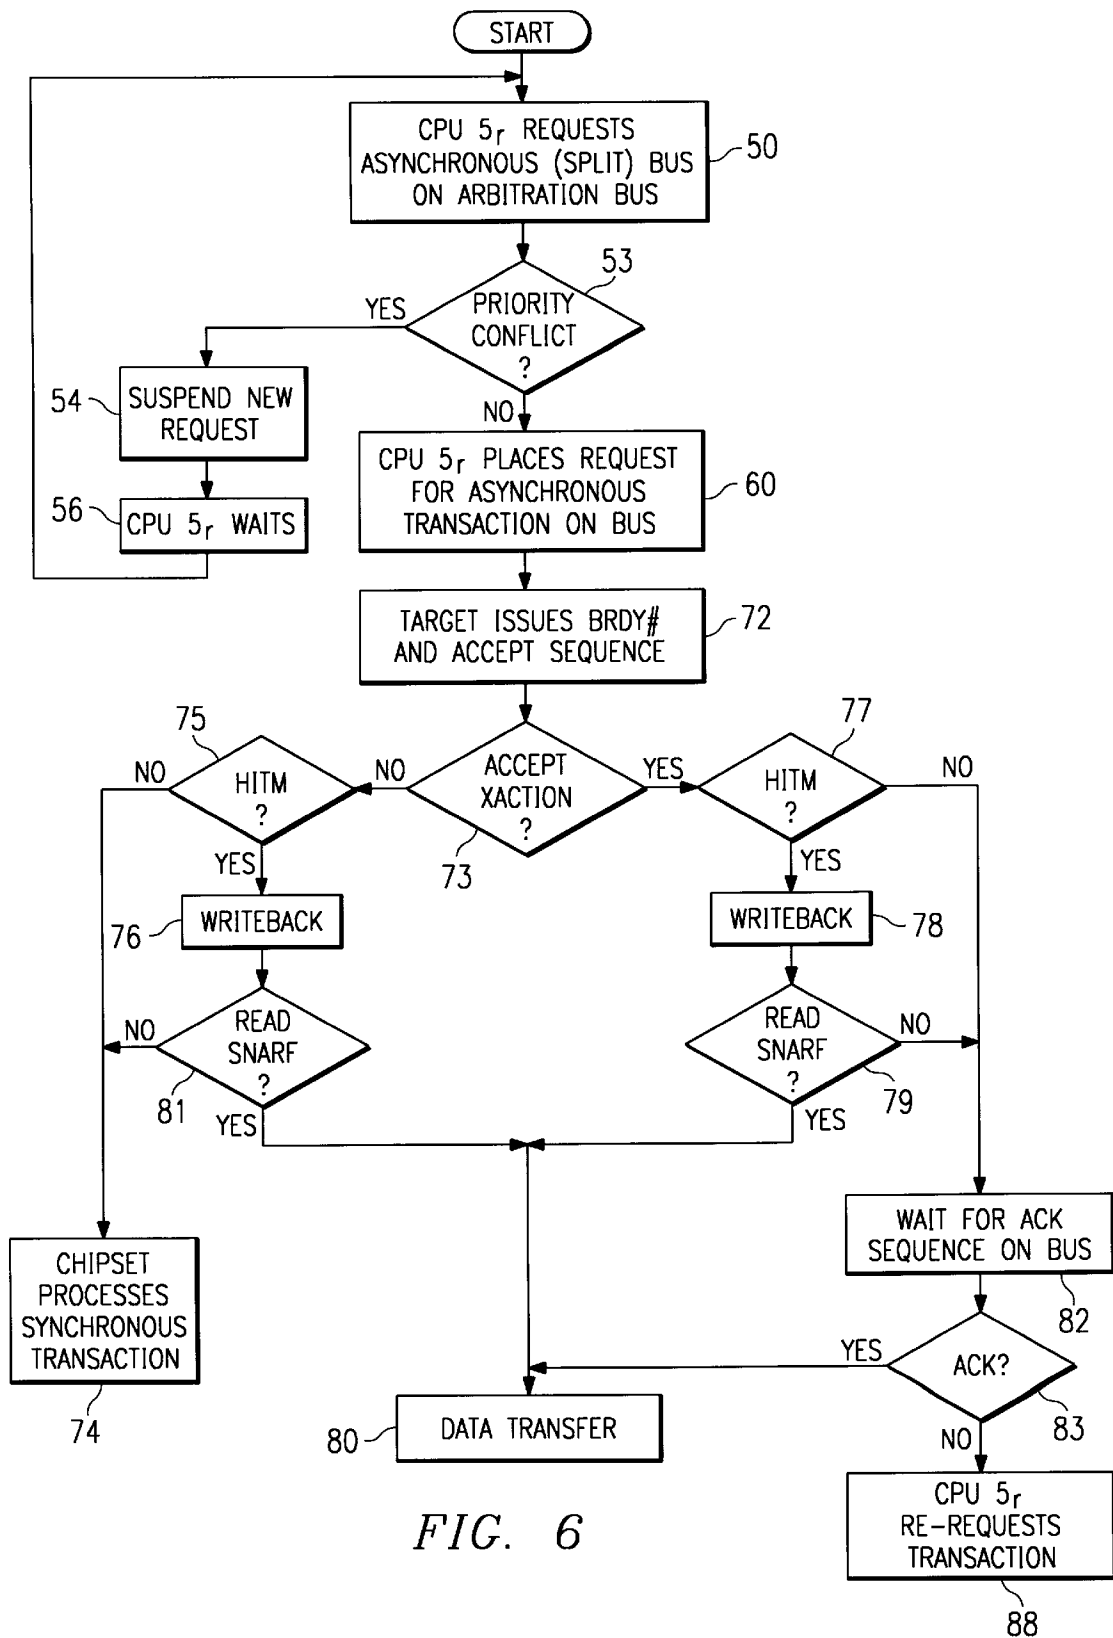 START
CPU 5r REQUESTS
ASYNCHRONOUS (SPLIT) BUS
ON ARBITRATION BUS
50
53
PRIORITY
CONFLICT
?
YES
NO
54
SUSPEND NEW
REQUEST
56
CPU 5r WAITS
CPU 5r PLACES REQUEST
FOR ASYNCHRONOUS
TRANSACTION ON BUS
60
TARGET ISSUES BRDY#
AND ACCEPT SEQUENCE
72
ACCEPT
XACTION
?
73
NO
YES
75
HITM
?
NO
YES
77
HITM
?
NO
YES
76
WRITEBACK
WRITEBACK
78
READ
SNARF
?
NO
81
YES
READ
SNARF
?
NO
79
YES
CHIPSET
PROCESSES
SYNCHRONOUS
TRANSACTION
74
WAIT FOR ACK
SEQUENCE ON BUS
82
ACK?
YES
83
NO
80
DATA TRANSFER
CPU 5r
RE-REQUESTS
TRANSACTION
88
FIG. 6